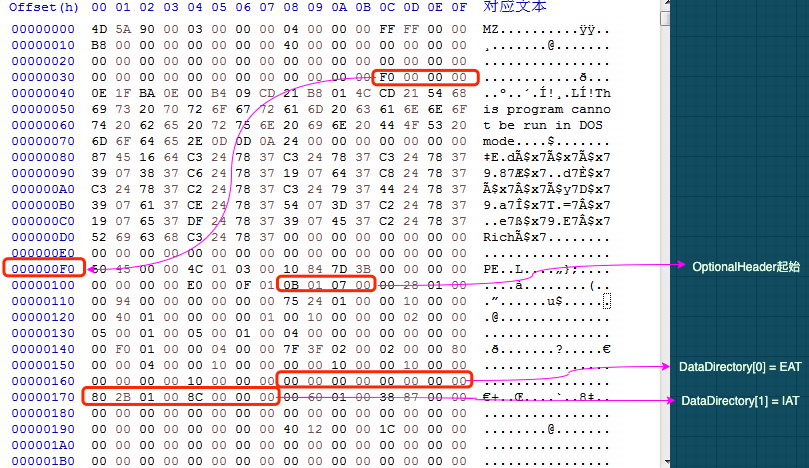 Offset(h) 00 01 02 03 04 05 06 07 08 09 0A 0B 0C 0D 0E 0F 对应文本
00000000 4D 5A 90 00 03 00 00 00 04 00 00 00 FF FF 00 00 MZ..........ÿÿ..
00000010 B8 00 00 00 00 00 00 00 40 00 00 00 00 00 00 00 ¸.......@.......
00000020 00 00 00 00 00 00 00 00 00 00 00 00 00 00 00 00 ................
00000030 00 00 00 00 00 00 00 00 00 00 00 00 F0 00 00 00 ............ð...
00000040 0E 1F BA 0E 00 B4 09 CD 21 B8 01 4C CD 21 54 68 ..º..´.Í!¸.LÍ!Th
00000050 69 73 20 70 72 6F 67 72 61 6D 20 63 61 6E 6E 6F is program canno
00000060 74 20 62 65 20 72 75 6E 20 69 6E 20 44 4F 53 20 t be run in DOS
00000070 6D 6F 64 65 2E 0D 0D 0A 24 00 00 00 00 00 00 00 mode....$.......
00000080 87 45 16 64 C3 24 78 37 C3 24 78 37 C3 24 78 37 ‡E.dÃ$x7Ã$x7Ã$x7
00000090 39 07 38 37 C6 24 78 37 19 07 64 37 C8 24 78 37 9.87Æ$x7..d7È$x7
000000A0 C3 24 78 37 C2 24 78 37 C3 24 79 37 44 24 78 37 Ã$x7Â$x7Ã$y7D$x7
000000B0 39 07 61 37 CE 24 78 37 54 07 3D 37 C2 24 78 37 9.a7Î$x7T.=7Â$x7
000000C0 19 07 65 37 DF 24 78 37 39 07 45 37 C2 24 78 37 ..e7ß$x79.E7Â$x7
000000D0 52 69 63 68 C3 24 78 37 00 00 00 00 00 00 00 00 RichÃ$x7........
000000E0 00 00 00 00 00 00 00 00 00 00 00 00 00 00 00 00 ................
000000F0 50 45 00 00 4C 01 03 00 10 84 7D 3B 00 00 00 00 PE..L....„};....
OptionalHeader起始
00000100 00 00 00 00 E0 00 0F 01 0B 01 07 00 00 28 01 00 ....à........(..
00000110 00 94 00 00 00 00 00 00 75 24 01 00 00 10 00 00 .”......u$......
00000120 00 40 01 00 00 00 00 01 00 10 00 00 00 02 00 00 .@..............
00000130 05 00 01 00 05 00 01 00 04 00 00 00 00 00 00 00 ................
00000140 00 F0 01 00 00 04 00 00 7F 3F 02 00 02 00 00 80 .ð.......?.....€
00000150 00 00 04 00 00 10 00 00 00 00 10 00 00 10 00 00 ................
DataDirectory[0] = EAT
00000160 00 00 00 00 10 00 00 00 00 00 00 00 00 00 00 00 ................
00000170 80 2B 01 00 8C 00 00 00 00 60 01 00 38 87 00 00 €+..Œ....`..8‡..
DataDirectory[1] = IAT
00000180 00 00 00 00 00 00 00 00 00 00 00 00 00 00 00 00 ................
00000190 00 00 00 00 00 00 00 00 40 12 00 00 1C 00 00 00 ........@.......
000001A0 00 00 00 00 00 00 00 00 00 00 00 00 00 00 00 00 ................
000001B0 00 00 00 00 00 00 00 00 00 00 00 00 00 00 00 00 ................